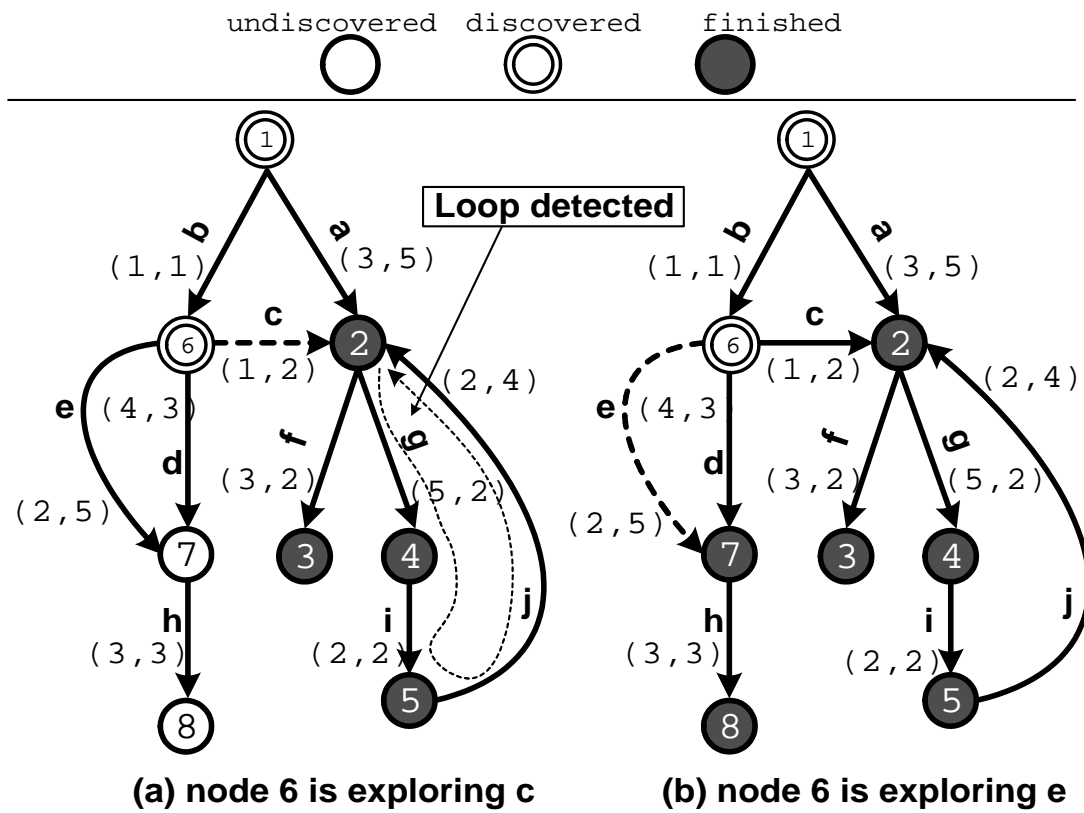 undiscovered discovered finished
1
b
a
Loop detected
(1,1)
(3,5)
6
c
2
(1,2)
(2,4)
e
(4,3)
f
g
d
(3,2)
(5,2)
(2,5)
7
3
4
h
i
j
(3,3)
(2,2)
8
5
(a) node 6 is exploring c
1
b
a
(1,1)
(3,5)
6
c
2
(1,2)
(2,4)
e
(4,3
f
g
d
(3,2)
(5,2)
(2,5)
7
3
4
h
i
j
(3,3)
(2,2)
8
5
(b) node 6 is exploring e